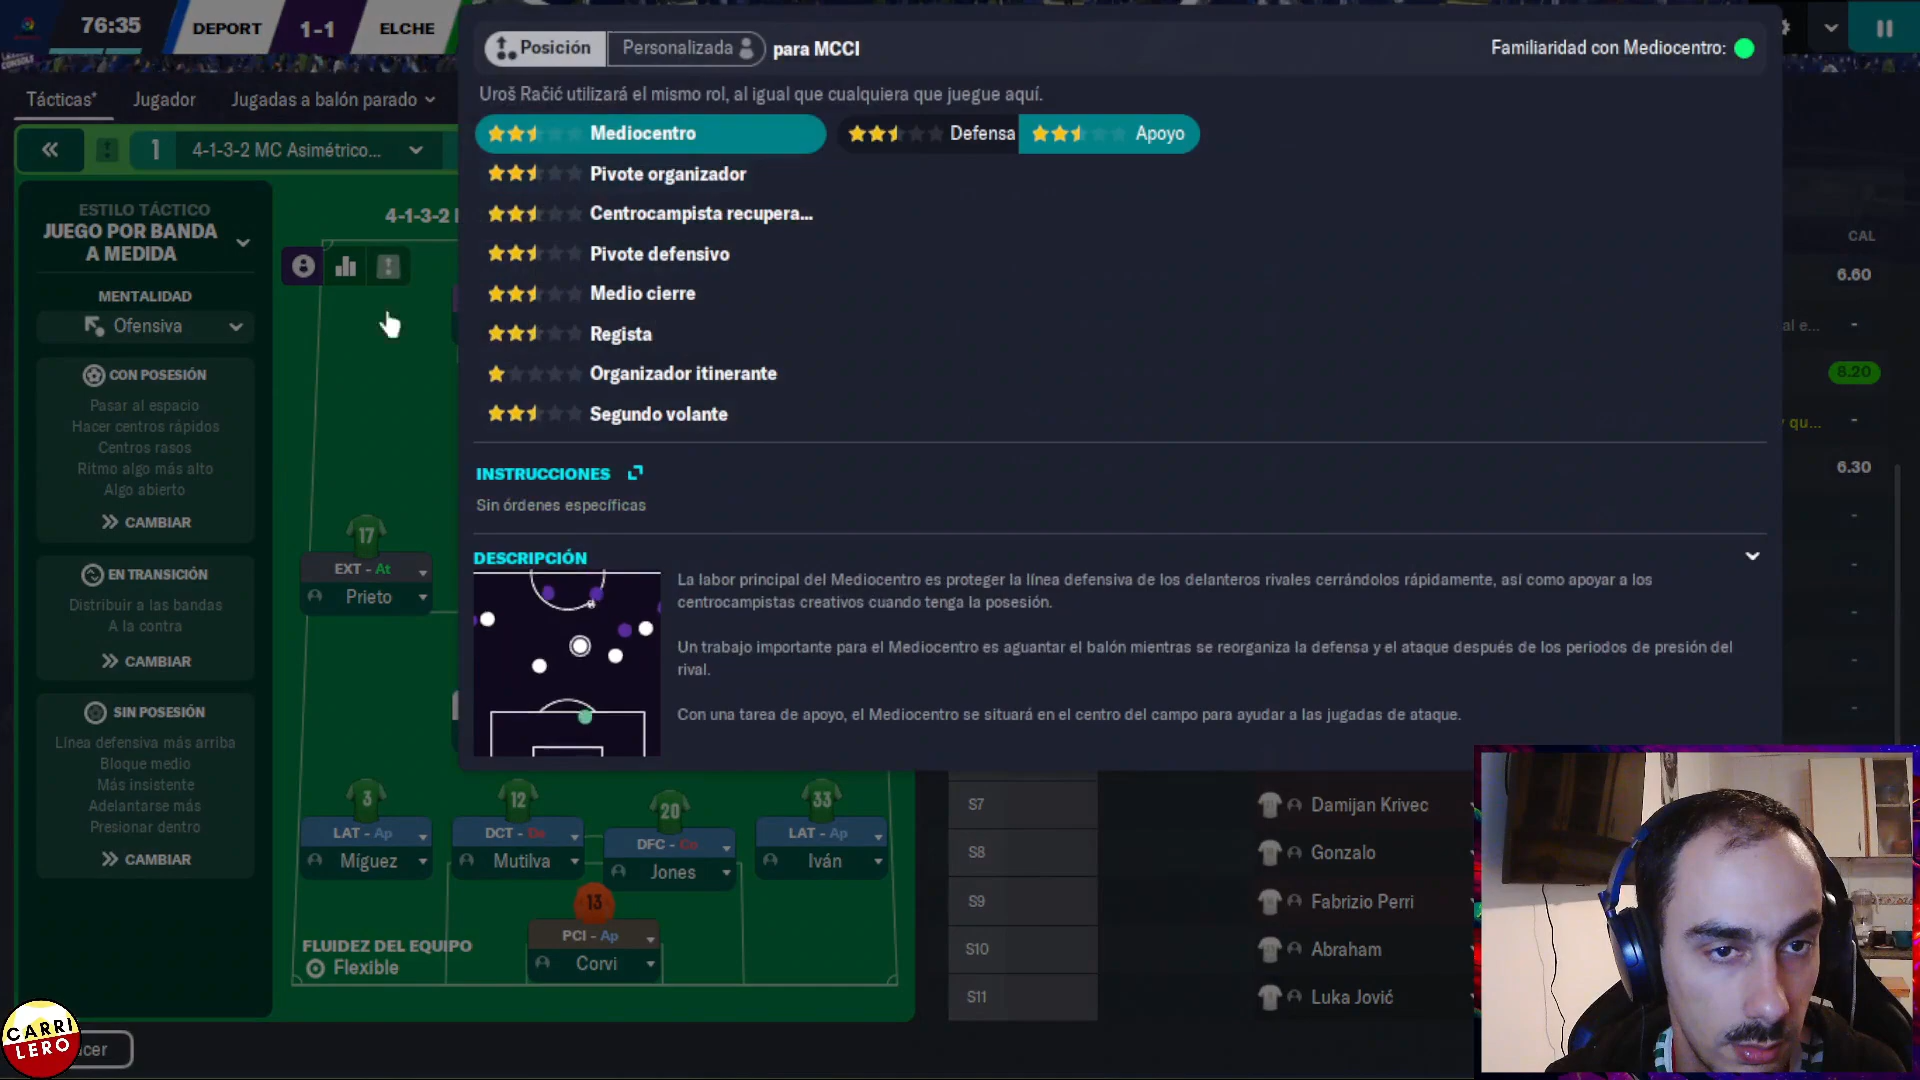 76:35
DEPORT
1-1
ELCHE
Posición
Personalizada
para MCCI
Familiaridad con Mediocentro:
Tácticas*
Jugador
Jugadas a balón parado
Uroš Račić utilizará el mismo rol, al igual que cualquiera que juegue aquí.
1
4-1-3-2 MC Asimétrico...
Mediocentro
Defensa
Apoyo
Pivote organizador
Centrocampista recupera...
Pivote defensivo
Medio cierre
Regista
Organizador itinerante
Segundo volante
ESTILO TÁCTICO
JUEGO POR BANDA
A MEDIDA
4-1-3-2
MENTALIDAD
Ofensiva
CON POSESIÓN
Pasar al espacio
Hacer centros rápidos
Centros rasos
Ritmo algo más alto
Algo abierto
CAMBIAR
EN TRANSICIÓN
Distribuir a las bandas
A la contra
CAMBIAR
SIN POSESIÓN
Línea defensiva más arriba
Bloque medio
Más insistente
Adelantarse más
Presionar dentro
CAMBIAR
CAL
6.60
al e...
-
8.20
y qu...
-
6.30
-
-
-
-
-
INSTRUCCIONES
Sin órdenes específicas
DESCRIPCIÓN
La labor principal del Mediocentro es proteger la línea defensiva de los delanteros rivales cerrándolos rápidamente, así como apoyar a los
centrocampistas creativos cuando tenga la posesión.
Un trabajo importante para el Mediocentro es aguantar el balón mientras se reorganiza la defensa y el ataque después de los periodos de presión del
rival.
Con una tarea de apoyo, el Mediocentro se situará en el centro del campo para ayudar a las jugadas de ataque.
17
EXT - At
Prieto
3
LAT - Ap
Míguez
12
DCT - De
Mutilva
20
DFC - Cu
Jones
33
LAT - Ap
Iván
13
PCI - Ap
Corvi
FLUIDEZ DEL EQUIPO
Flexible
S7
Damijan Krivec
S8
Gonzalo
S9
Fabrizio Perri
S10
Abraham
S11
Luka Jović
CARRI
LERO